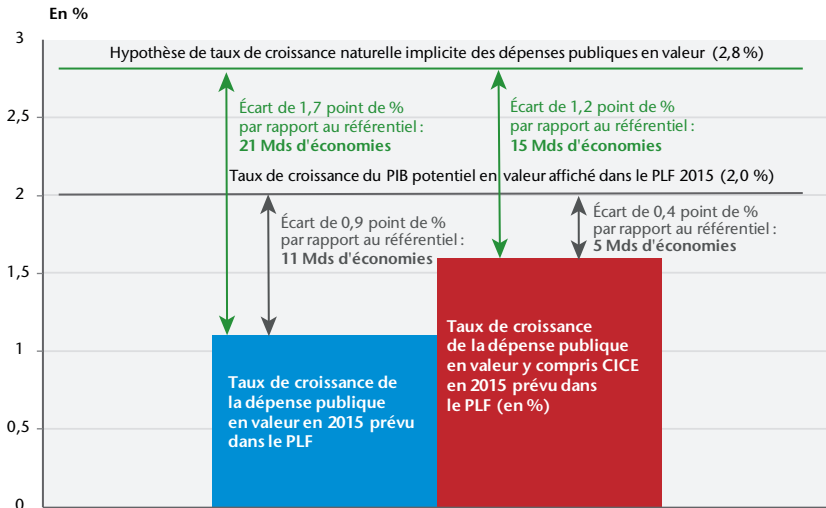 En %
3
Hypothèse de taux de croissance naturelle implicite des dépenses publiques en valeur (2,8 %)
Écart de 1,7 point de %
par rapport au référentiel :
21 Mds d'économies
Écart de 1,2 point de %
par rapport au référentiel :
15 Mds d'économies
2,5
Taux de croissance du PIB potentiel en valeur affiché dans le PLF 2015 (2,0 %)
2
Écart de 0,9 point de %
par rapport au référentiel :
11 Mds d'économies
Écart de 0,4 point de %
par rapport au référentiel :
5 Mds d'économies
1,5
Taux de croissance
de la dépense publique
en valeur y compris CICE
en 2015 prévu dans
le PLF (en %)
1
Taux de croissance de
la dépense publique
en valeur en 2015 prévu
dans le PLF
0,5
0